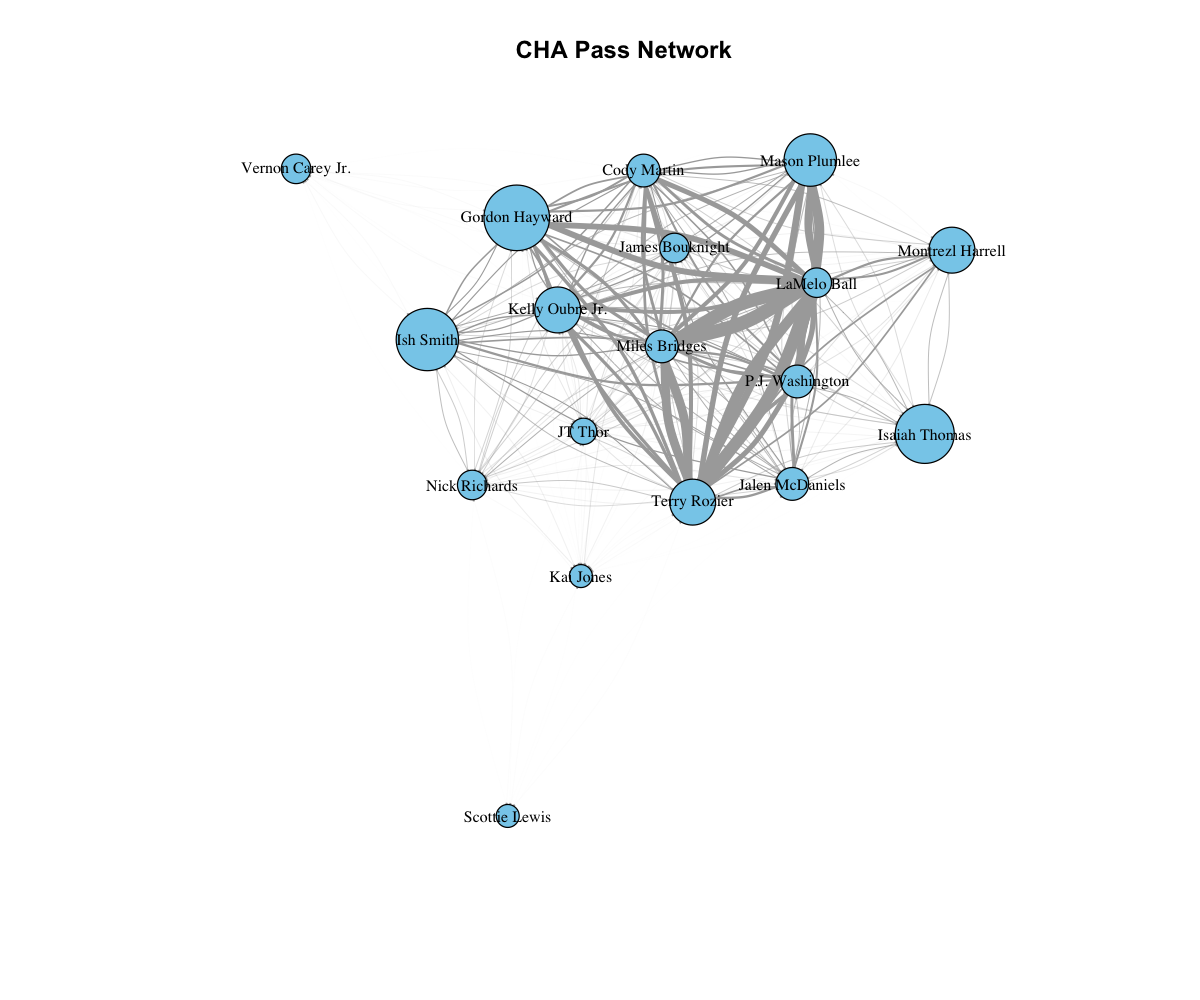 CHA Pass Network
Vernon Carey Jr.
Cody Martin
Mason Plumlee
Gordon Hayward
James Bouknight
Montrezl Harrell
LaMelo Ball
Kelly Oubre Jr.
Ish Smith
Miles Bridges
P.J. Washington
JT Thor
Isaiah Thomas
Nick Richards
Jalen McDaniels
Terry Rozier
Kai Jones
Scottie Lewis